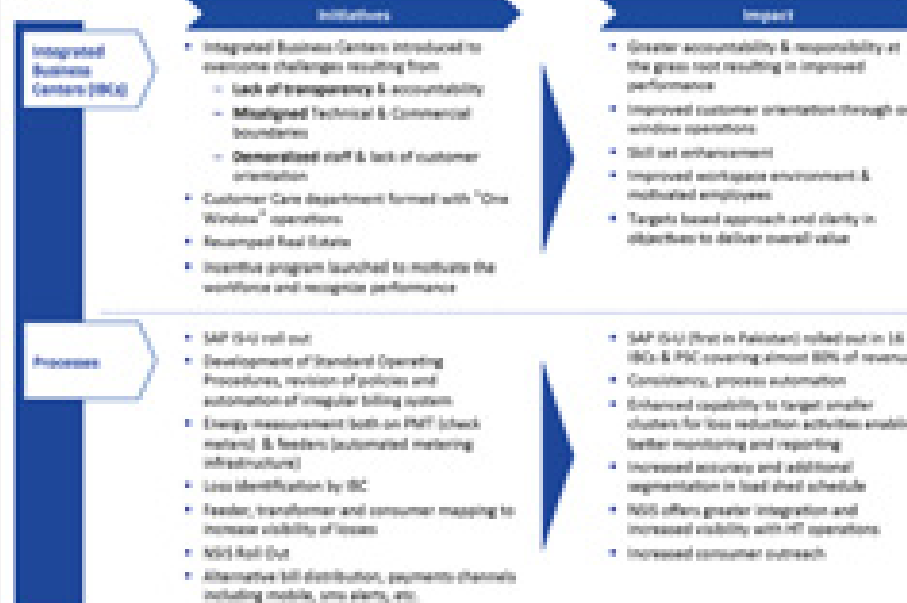 Initiatives
Impact
Integrated
Business
Centers (IBCs)
• Integrated Business Centers introduced to
overcome challenges resulting from
– Lack of transparency & accountability
– Misaligned Technical & Commercial
boundaries
– Demoralized staff & lack of customer
orientation
• Customer Care department formed with "One
Window" operations
• Revamped Real Estate
• Incentive program launched to motivate the
workforce and recognize performance
• Greater accountability & responsibility at
the grass root resulting in improved
performance
• Improved customer orientation through
window operations
• Skill set enhancement
• Improved workspace environment &
motivated employees
• Targets based approach and clarity in
objectives to deliver overall value
Processes
• SAP IS-U roll out
• Development of Standard Operating
Procedures, revision of policies and
automation of irregular billing system
• Energy measurement both on PMT (check
meters) & feeders (automated metering
infrastructure)
• Loss identification by IBC
• Feeder, transformer and consumer mapping to
increase visibility of losses
• NSIS Roll Out
• Alternative bill distribution, payments channels
including mobile, sms alerts, etc.
• SAP IS-U (first in Pakistan) rolled out in 16
IBCs & PSC covering almost 60% of
• Consistency, process automation
• Enhanced capability to target smaller
clusters for loss reduction activities
better monitoring and reporting
• Increased accuracy and additional
segmentation in load shed schedule
• NSIS offers greater integration and
increased visibility with HT operations
• Increased consumer outreach